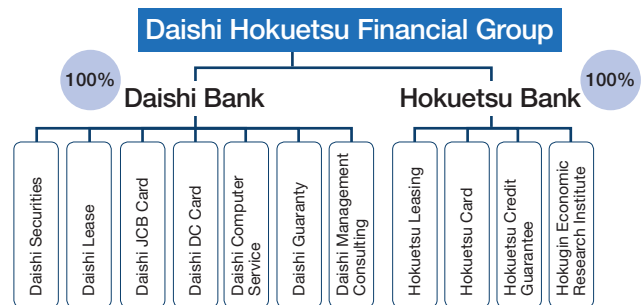 Daishi Hokuetsu Financial Group
100%
Daishi Bank
Hokuetsu Bank
100%
Daishi Securities
Daishi Lease
Daishi JCB Card
Daishi DC Card
Daishi Computer
Service
Daishi Guaranty
Daishi Management
Consulting
Hokuetsu Leasing
Hokuetsu Card
Hokuetsu Credit
Guarantee
Hokugin Economic
Research Institute